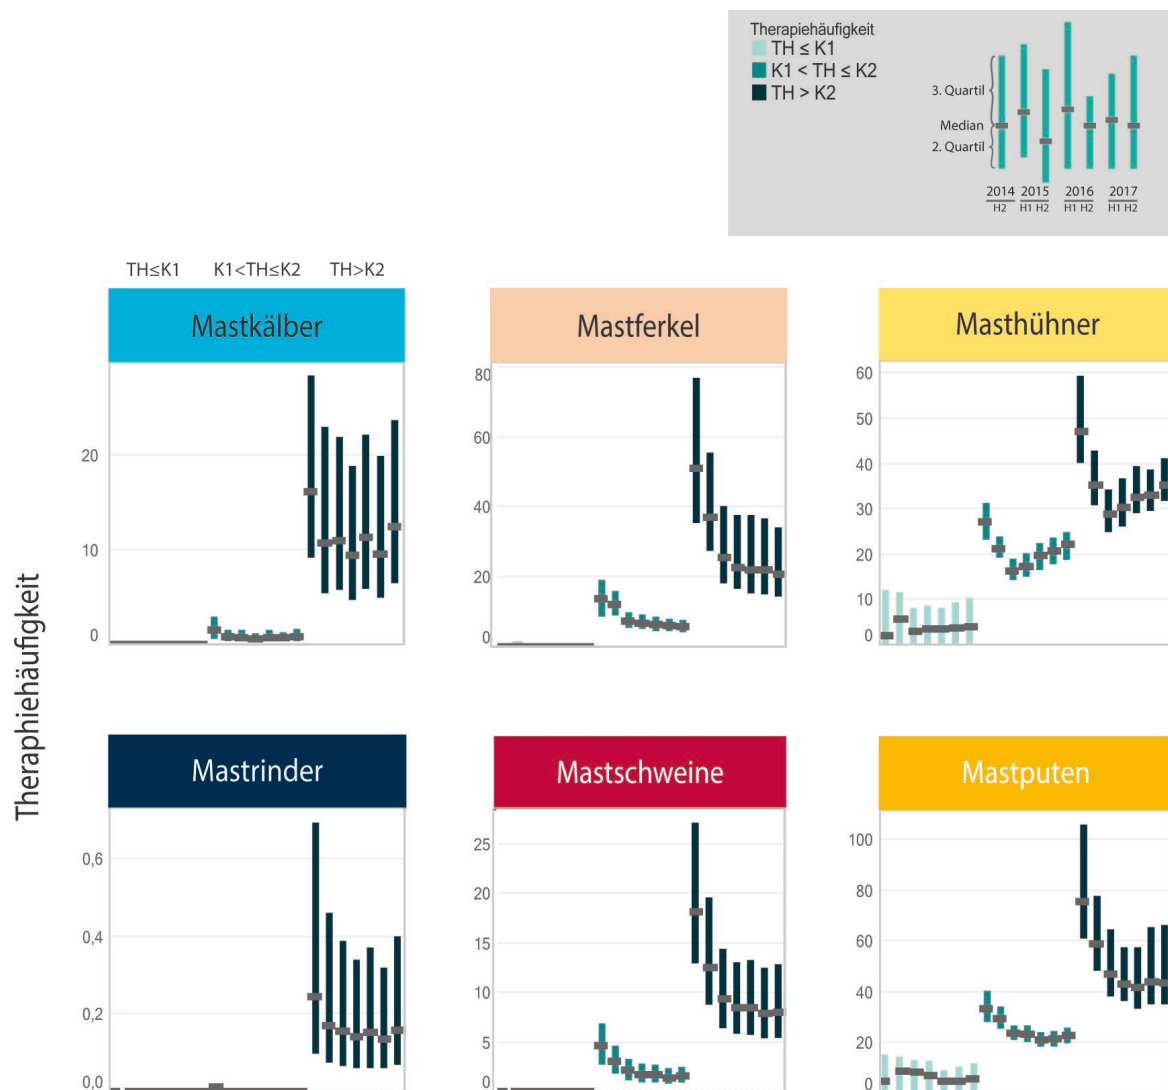 Therapiehäufigkeit
TH ≤ K1
K1 < TH ≤ K2
TH > K2
3. Quartil
Median
2. Quartil
2014 2015 2016 2017
H2 H1 H2 H1 H2 H1 H2
TH≤K1 K1<TH≤K2 TH>K2
Mastkälber
20
10
0
Mastferkel
80
60
40
20
0
Masthühner
60
50
40
30
20
10
0
Theraphiehäufigkeit
Mastrinder
0,6
0,4
0,2
0,0
Mastschweine
25
20
15
10
5
0
Mastputen
100
80
60
40
20
0